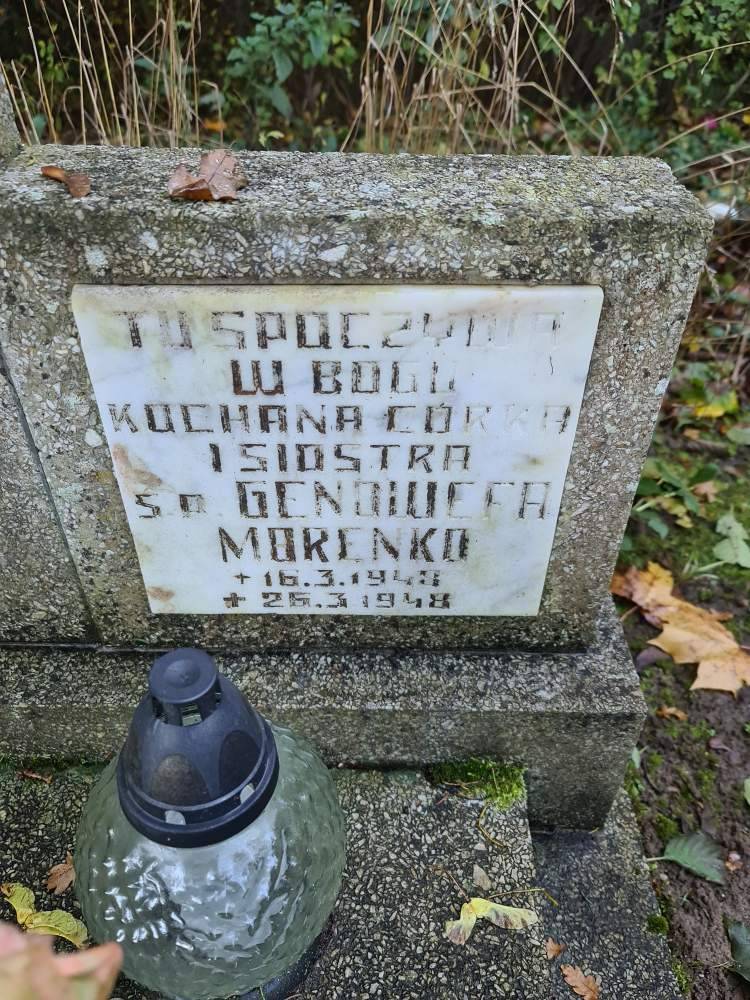 TU SPOCZYWA
W BOGU
KOCHANA CÓRKA
I SIOSTRA
Ś.P. GENOWEFA
MORENKO
+ 16.3.1948
+ 26.3.1948